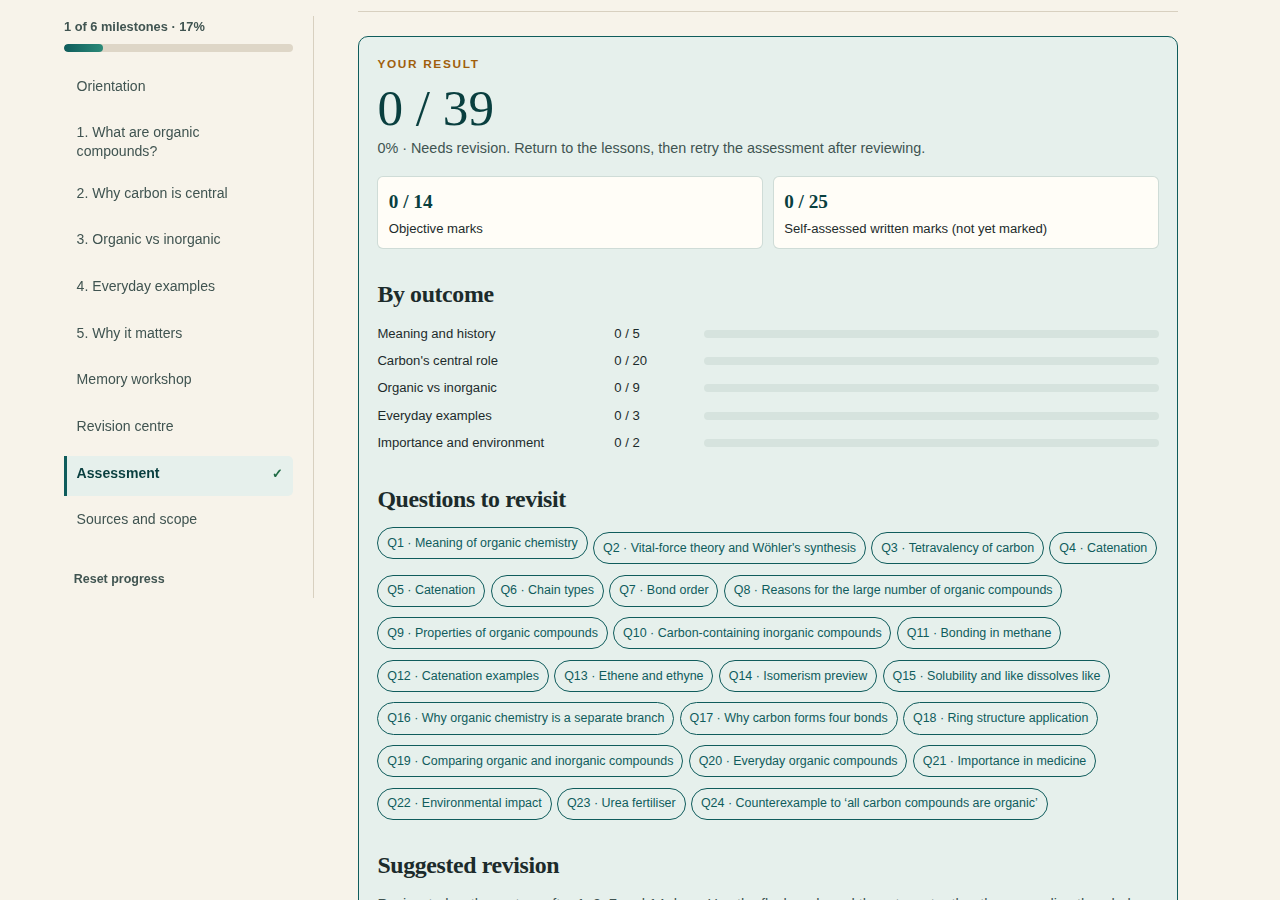 1 of 6 milestones · 17%
Orientation
1. What are organic
compounds?
2. Why carbon is central
3. Organic vs inorganic
4. Everyday examples
5. Why it matters
Memory workshop
Revision centre
Assessment ✓
Sources and scope
Reset progress
YOUR RESULT
0 / 39
0% · Needs revision. Return to the lessons, then retry the assessment after reviewing.
0 / 14
Objective marks
0 / 25
Self-assessed written marks (not yet marked)
By outcome
Meaning and history 0 / 5
Carbon's central role 0 / 20
Organic vs inorganic 0 / 9
Everyday examples 0 / 3
Importance and environment 0 / 2
Questions to revisit
Q1 · Meaning of organic chemistry Q2 · Vital-force theory and Wöhler's synthesis Q3 · Tetravalency of carbon Q4 · Catenation
Q5 · Catenation Q6 · Chain types Q7 · Bond order Q8 · Reasons for the large number of organic compounds
Q9 · Properties of organic compounds Q10 · Carbon-containing inorganic compounds Q11 · Bonding in methane
Q12 · Catenation examples Q13 · Ethene and ethyne Q14 · Isomerism preview Q15 · Solubility and like dissolves like
Q16 · Why organic chemistry is a separate branch Q17 · Why carbon forms four bonds Q18 · Ring structure application
Q19 · Comparing organic and inorganic compounds Q20 · Everyday organic compounds Q21 · Importance in medicine
Q22 · Environmental impact Q23 · Urea fertiliser Q24 · Counterexample to ‘all carbon compounds are organic’
Suggested revision